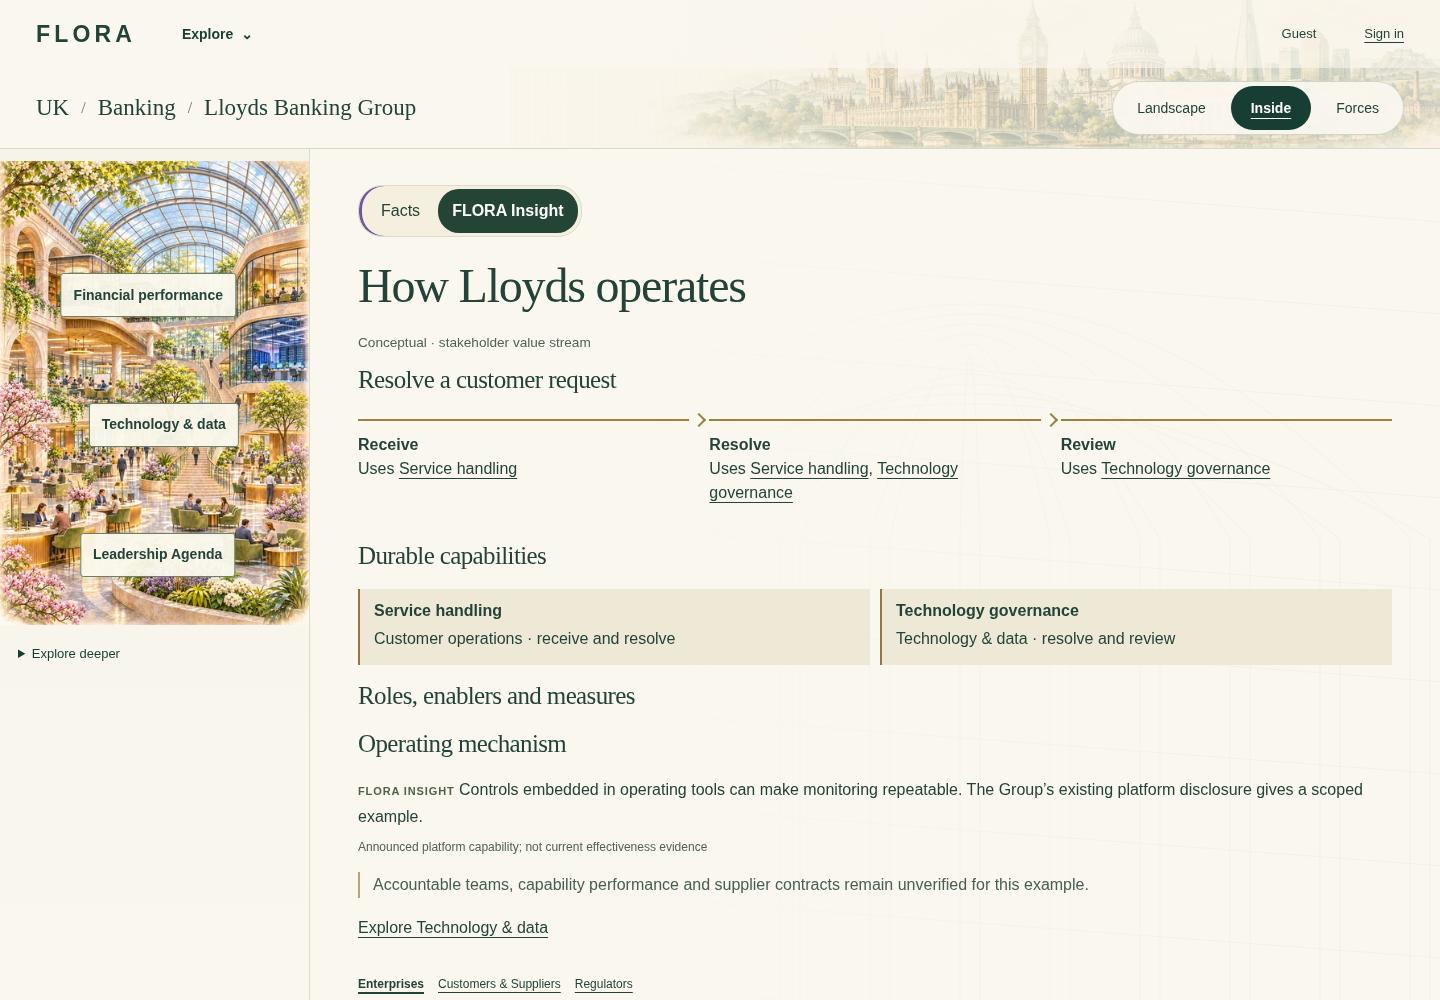 FLORA
Explore
Guest
Sign in
UK / Banking / Lloyds Banking Group
Landscape
Inside
Forces
Financial performance
Technology & data
Leadership Agenda
Explore deeper
Facts
FLORA Insight
How Lloyds operates
Conceptual · stakeholder value stream
Resolve a customer request
Receive
Uses Service handling
Resolve
Uses Service handling, Technology
governance
Review
Uses Technology governance
Durable capabilities
Service handling
Customer operations · receive and resolve
Technology governance
Technology & data · resolve and review
Roles, enablers and measures
Operating mechanism
FLORA INSIGHT Controls embedded in operating tools can make monitoring repeatable. The Group’s existing platform disclosure gives a scoped
example.
Announced platform capability; not current effectiveness evidence
Accountable teams, capability performance and supplier contracts remain unverified for this example.
Explore Technology & data
Enterprises
Customers & Suppliers
Regulators